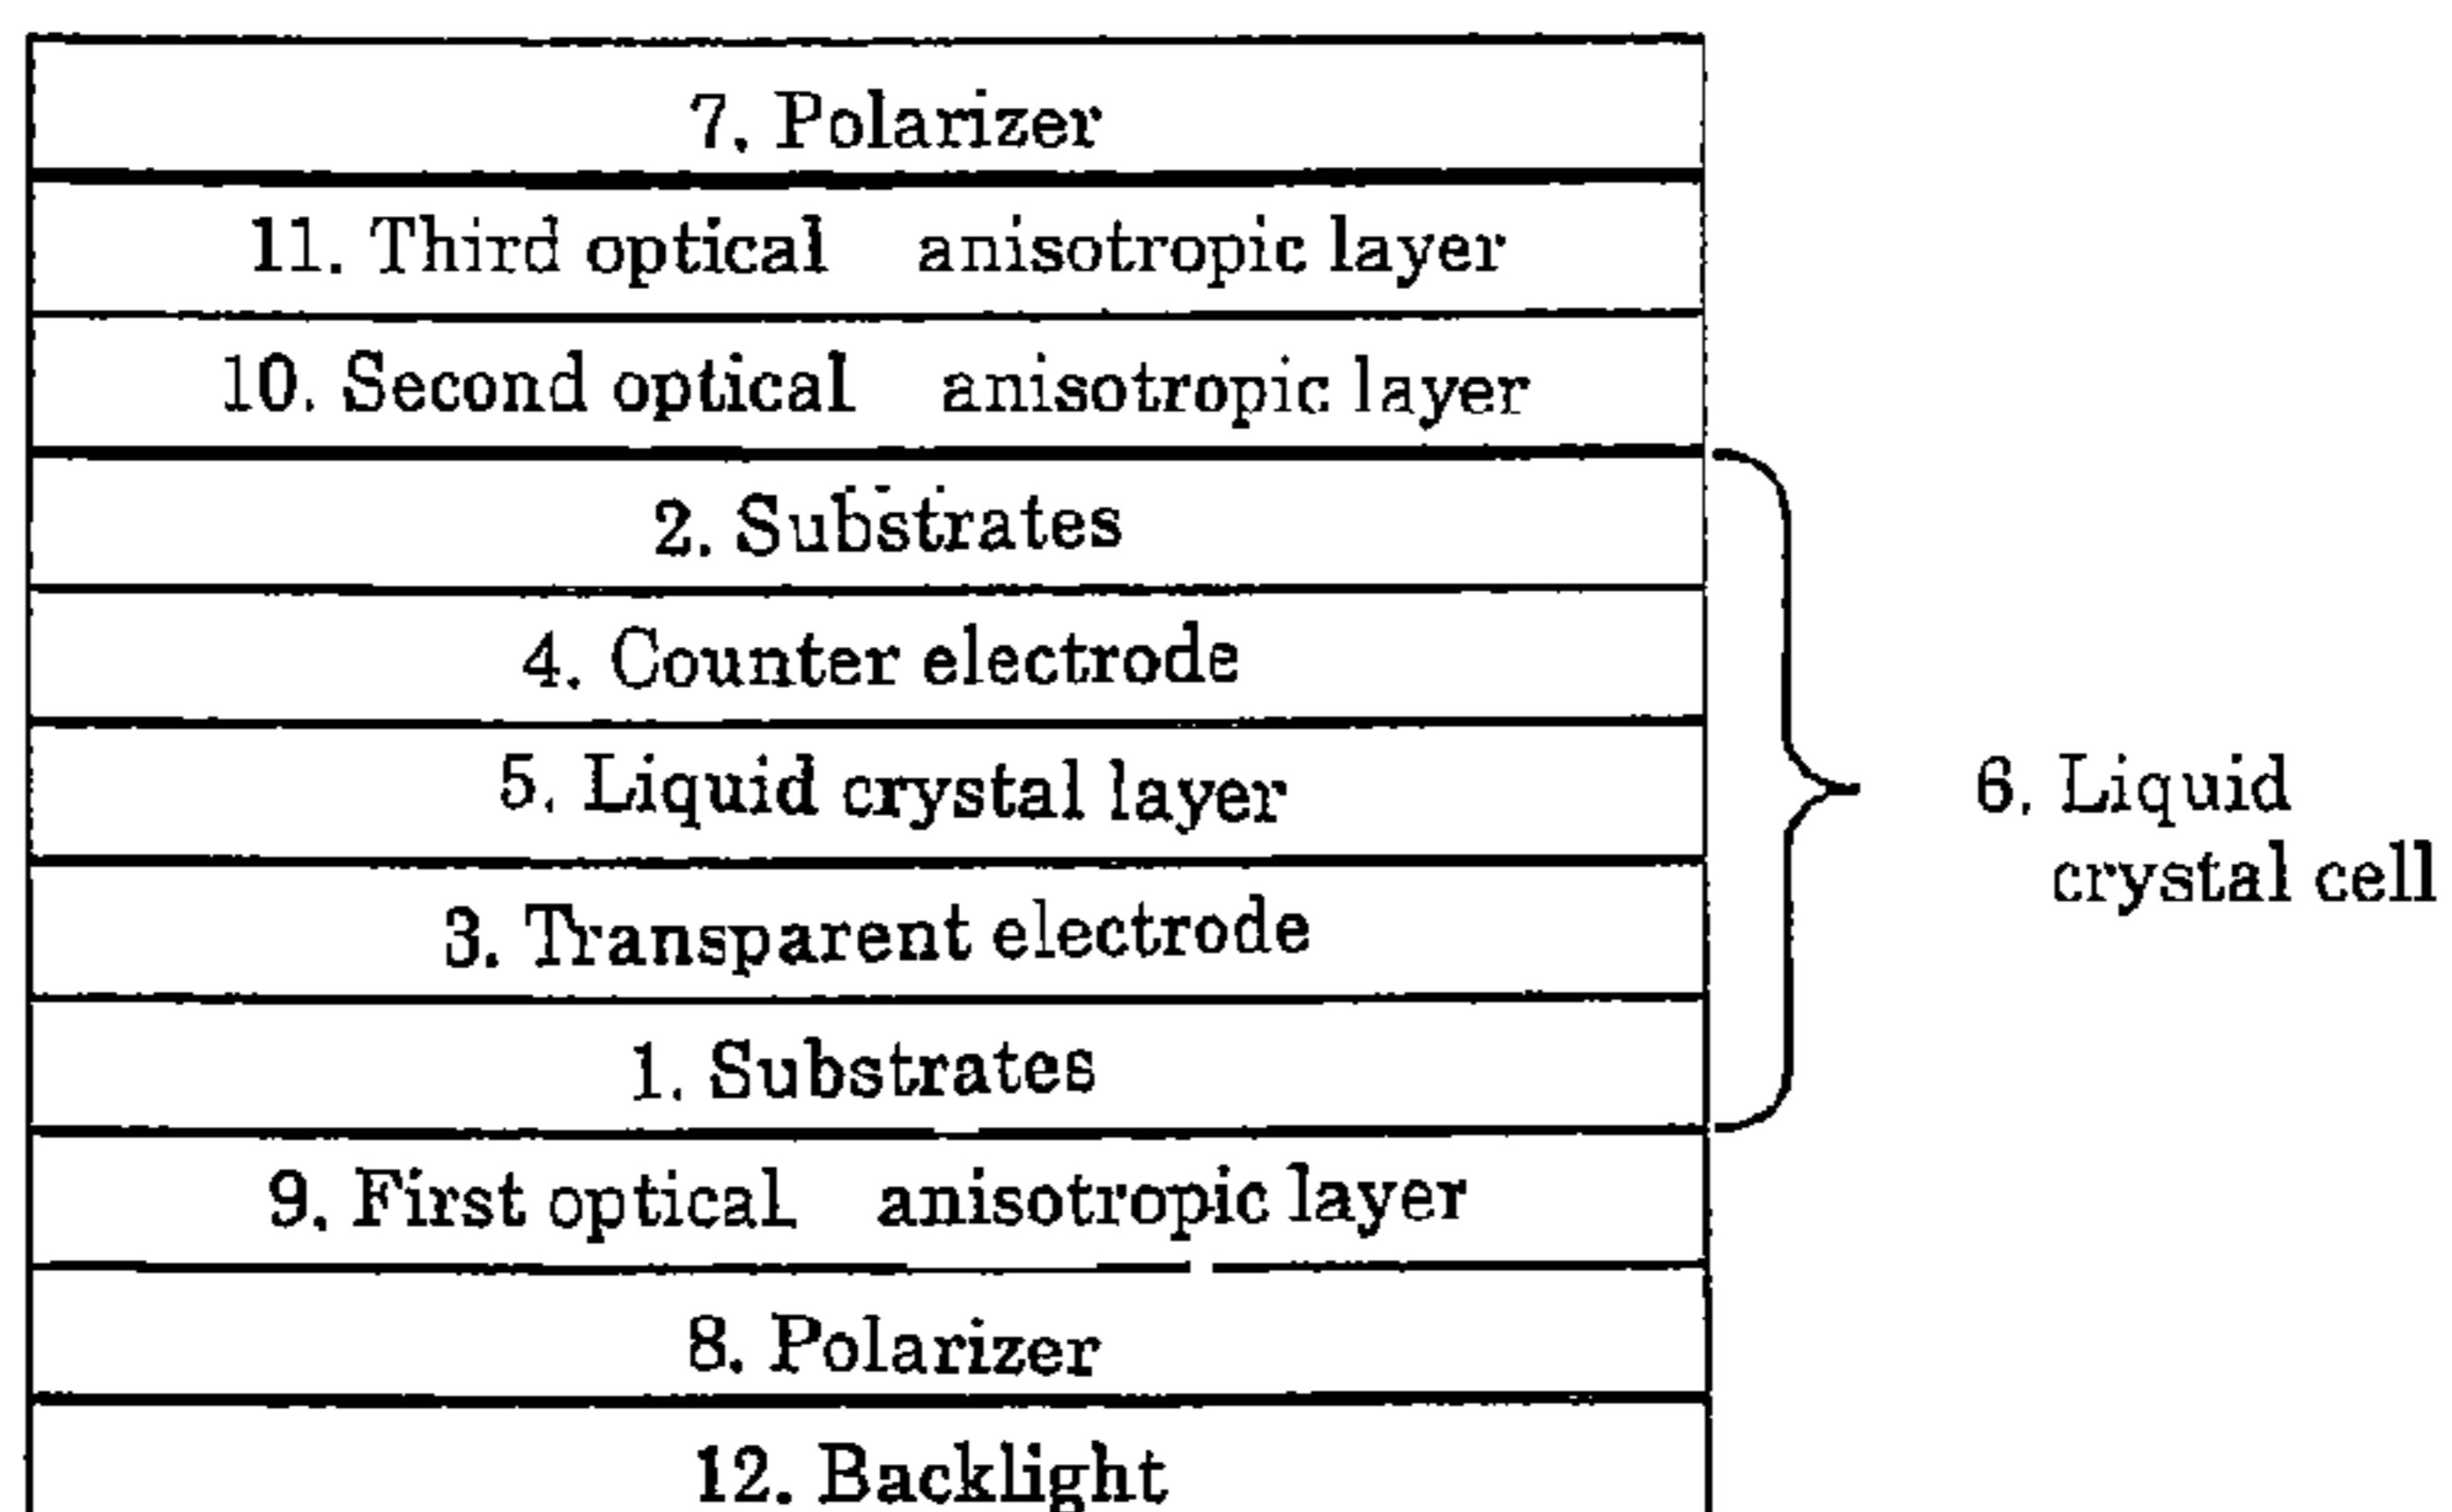 7. Polarizer
11. Third optical anisotropic layer
10. Second optical anisotropic layer
2. Substrates
4. Counter electrode
5. Liquid crystal layer
3. Transparent electrode
1. Substrates
9. First optical anisotropic layer
8. Polarizer
12. Backlight
6. Liquid
crystal cell